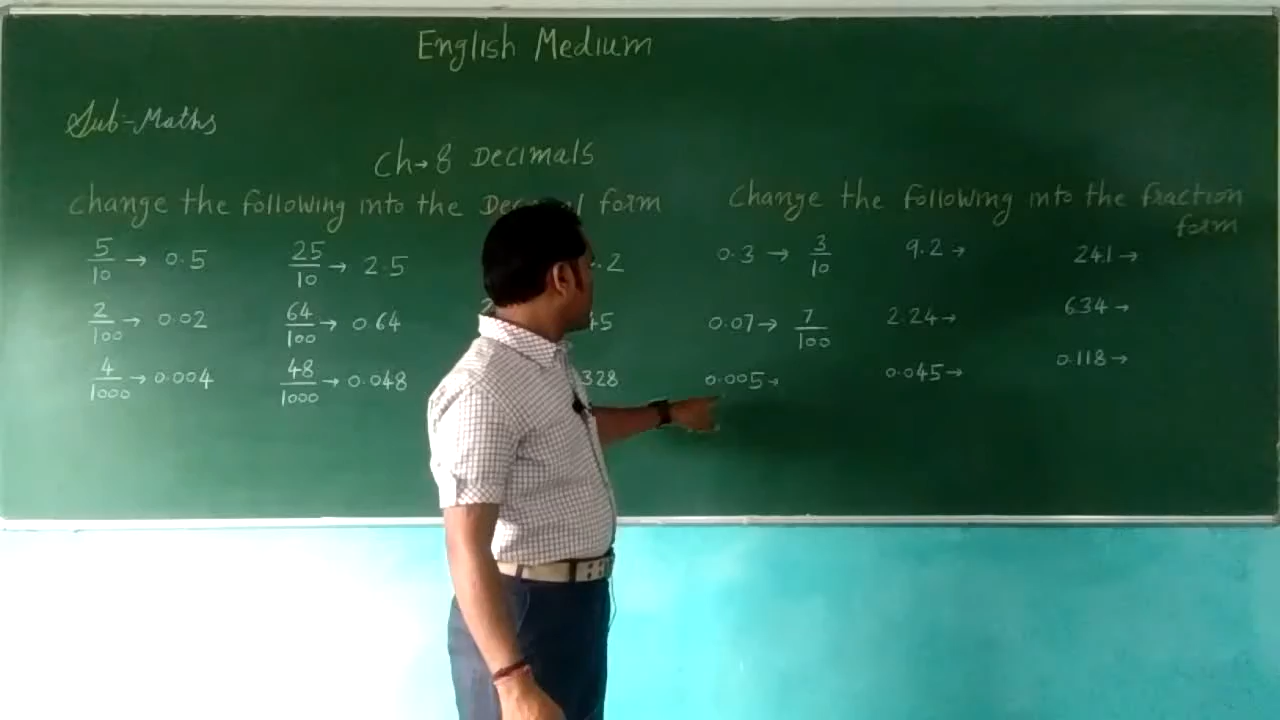 English Medium
Sub-Maths
Ch→8 Decimals
Change the following into the Dec l form
5/10 → 0.5 25/10 → 2.5 .2
2/100 → 0.02 64/100 → 0.64 45
4/1000 → 0.004 48/1000 → 0.048 328
Change the following into the fraction
form
0.3 → 3/10 9.2 → 24.1 →
0.07 → 7/100 2.24 → 6.34 →
0.005 → 0.045 → 0.118 →